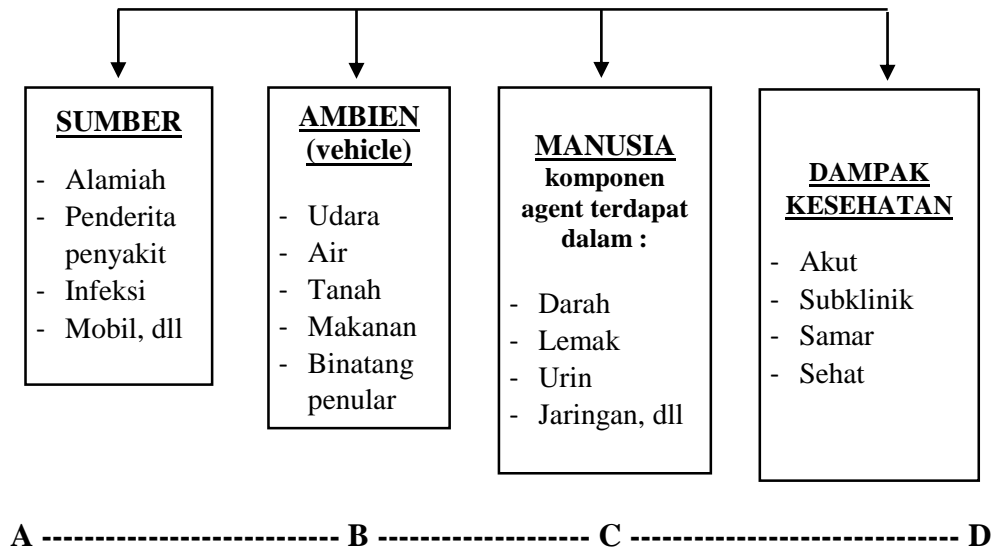 SUMBER
- Alamiah
- Penderita
penyakit
- Infeksi
- Mobil, dll
AMBIEN
(vehicle)
- Udara
- Air
- Tanah
- Makanan
- Binatang
penular
MANUSIA
komponen
agent terdapat
dalam :
- Darah
- Lemak
- Urin
- Jaringan, dll
DAMPAK
KESEHATAN
- Akut
- Subklinik
- Samar
- Sehat
A ---------------------------- B -------------------- C ------------------------------- D